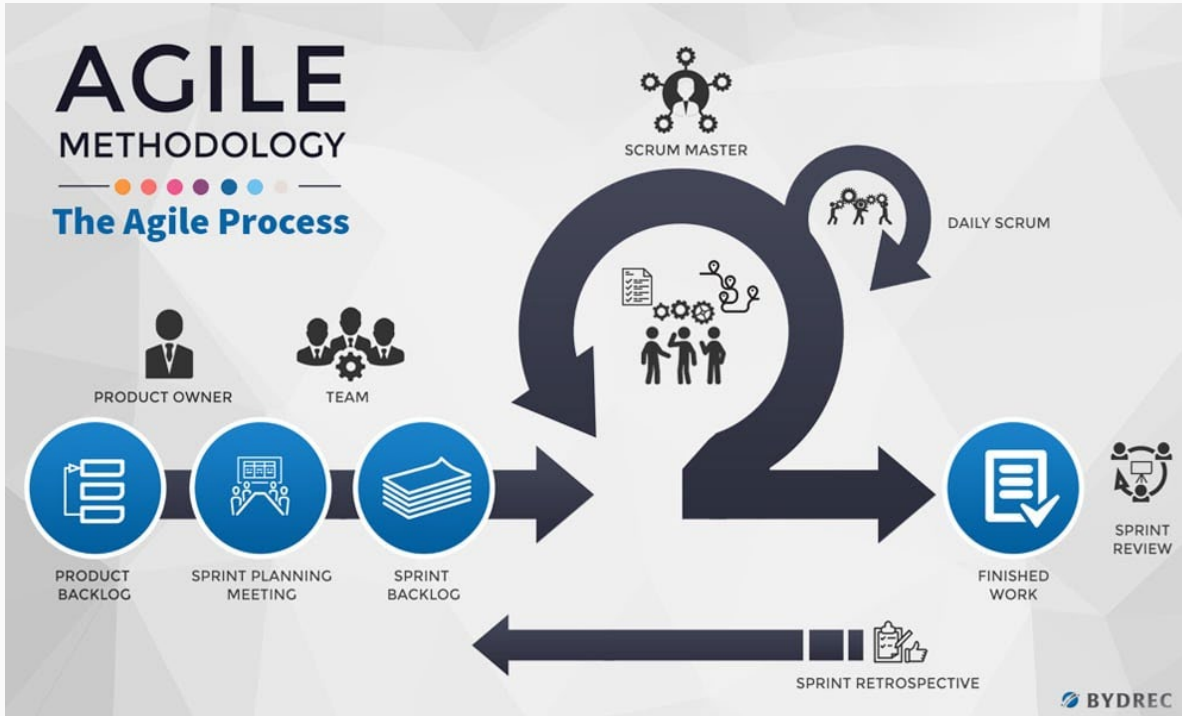 AGILE
METHODOLOGY
The Agile Process
SCRUM MASTER
DAILY SCRUM
PRODUCT OWNER
TEAM
PRODUCT
BACKLOG
SPRINT PLANNING
MEETING
SPRINT
BACKLOG
FINISHED
WORK
SPRINT
REVIEW
SPRINT RETROSPECTIVE
BYDREC